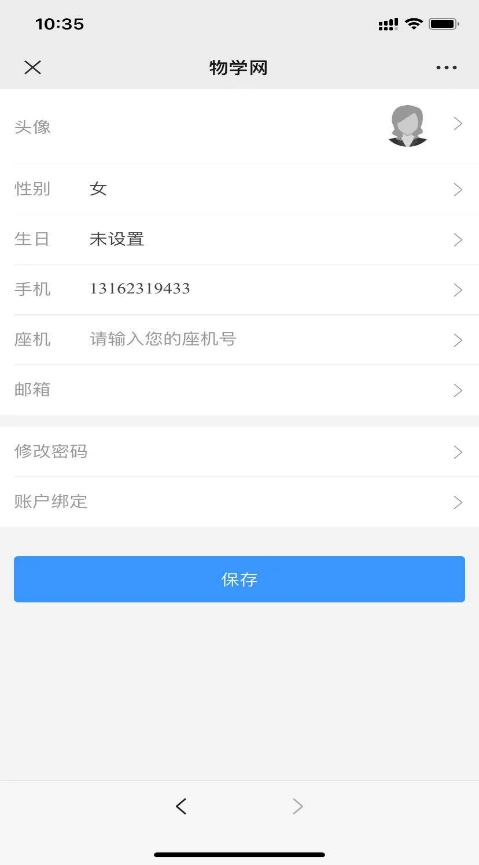 10:35
物学网
头像
性别 女
生日 未设置
手机 13162319433
座机 请输入您的座机号
邮箱
修改密码
账户绑定
保存